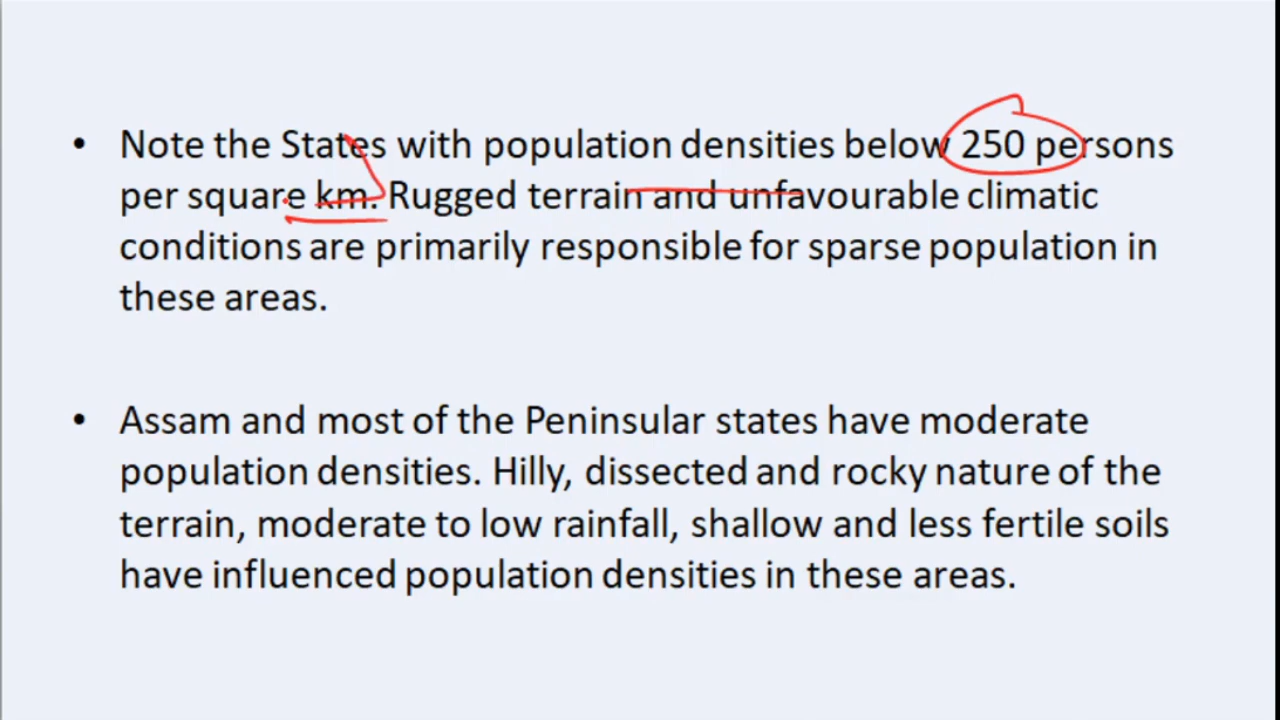 • Note the States with population densities below 250 persons
per square km. Rugged terrain and unfavourable climatic
conditions are primarily responsible for sparse population in
these areas.
• Assam and most of the Peninsular states have moderate
population densities. Hilly, dissected and rocky nature of the
terrain, moderate to low rainfall, shallow and less fertile soils
have influenced population densities in these areas.